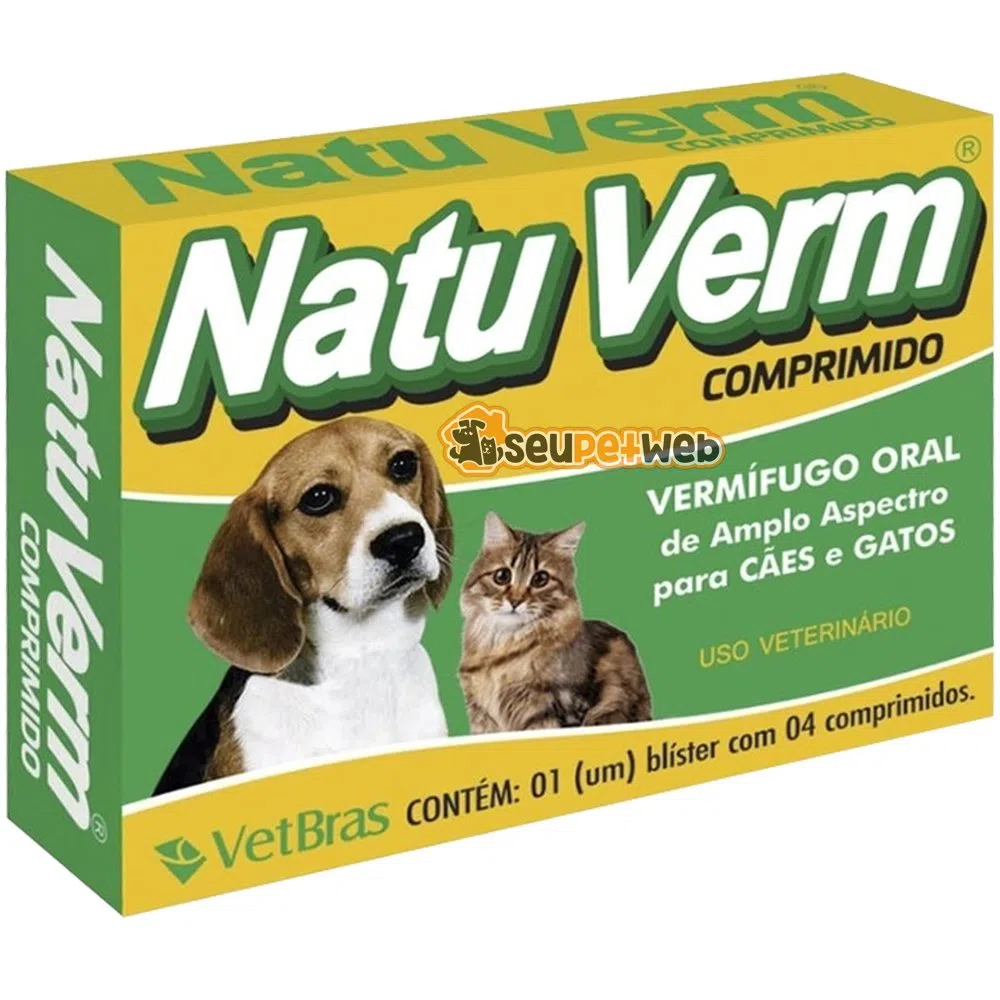 Natu Verm
COMPRIMIDO
Natu Verm®
COMPRIMIDO
seupetweb
VERMÍFUGO ORAL
de Amplo Aspectro
para CÃES e GATOS
USO VETERINÁRIO
CONTÉM: 01 (um) blíster com 04 comprimidos.
VetBras
Natu Verm®
COMPRIMIDO